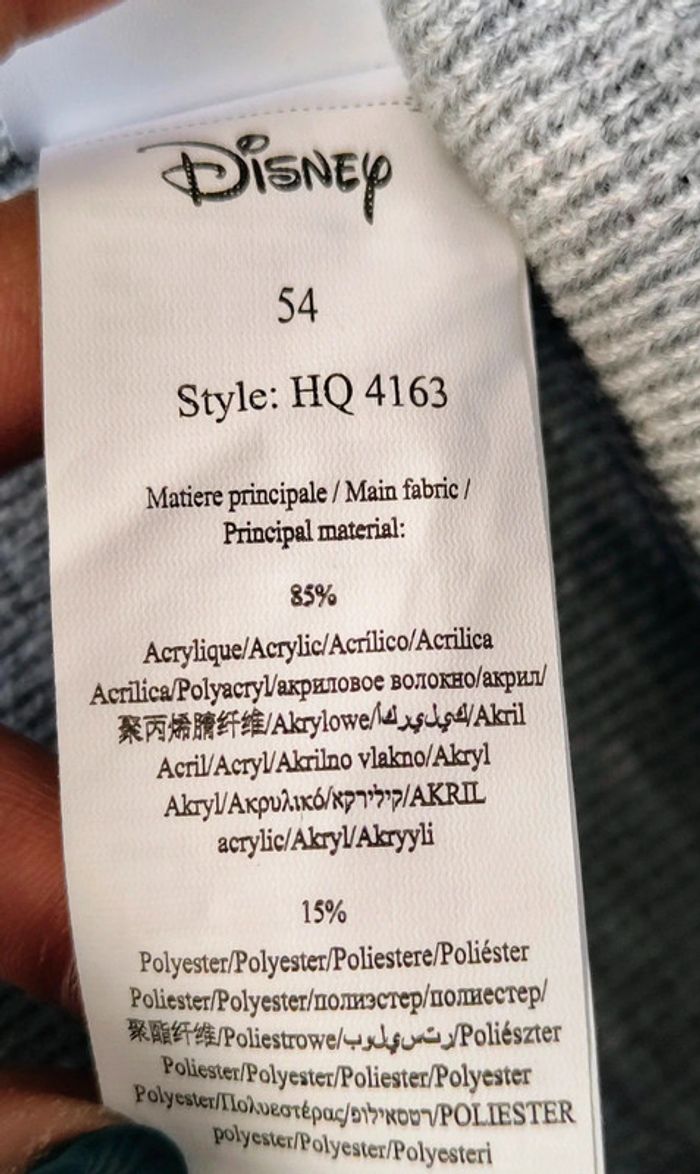 Disney
54
Style: HQ 4163
Matiere principale / Main fabric /
Principal material:
85%
Acrylique/Acrylic/Acrílico/Acrilica
Acrílica/Polyacryl/акриловое волокно/акрил/
聚丙烯腈纤维/Akrylowe/اكريليك/Akril
Acril/Acryl/Akrilno vlakno/Akryl
Akryl/Ακρυλικό/קילירקא/AKRIL
acrylic/Akryl/Akryyli
15%
Polyester/Polyester/Poliestere/Poliéster
Poliester/Polyester/полиэстер/полиестер/
聚酯纤维/Poliestrowe/بوليستر/Poliészter
Poliester/Polyester/Poliester/Polyester
Polyester/Πολυεστέρας/רטסאילופ/POLIESTER
polyester/Polyester/Polyesteri